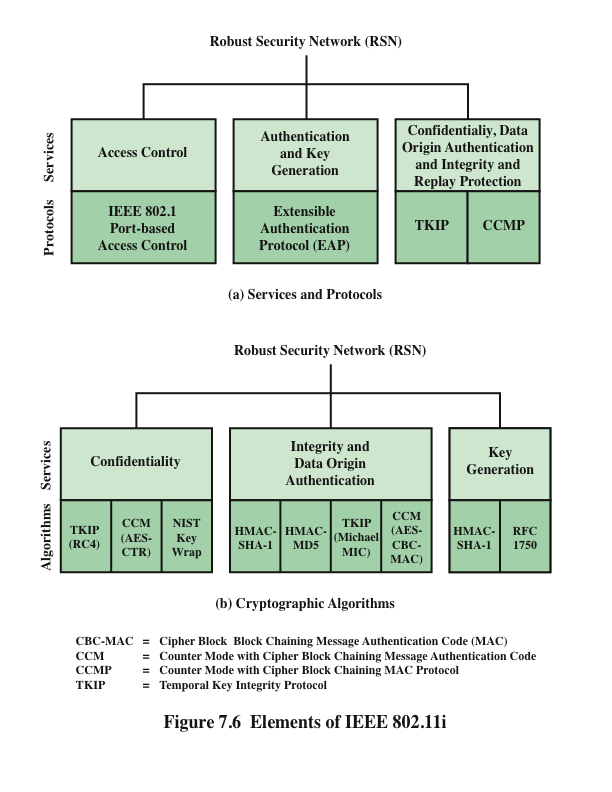 Robust Security Network (RSN)
Services
Access Control
Authentication
and Key
Generation
Confidentialiy, Data
Origin Authentication
and Integrity and
Replay Protection
Protocols
IEEE 802.1
Port-based
Access Control
Extensible
Authentication
Protocol (EAP)
TKIP
CCMP
(a) Services and Protocols
Robust Security Network (RSN)
Services
Confidentiality
Integrity and
Data Origin
Authentication
Key
Generation
Algorithms
TKIP
(RC4)
CCM
(AES-
CTR)
NIST
Key
Wrap
HMAC-
SHA-1
HMAC-
MD5
TKIP
(Michael
MIC)
CCM
(AES-
CBC-
MAC)
HMAC-
SHA-1
RFC
1750
(b) Cryptographic Algorithms
CBC-MAC = Cipher Block Block Chaining Message Authentication Code (MAC)
CCM = Counter Mode with Cipher Block Chaining Message Authentication Code
CCMP = Counter Mode with Cipher Block Chaining MAC Protocol
TKIP = Temporal Key Integrity Protocol
Figure 7.6 Elements of IEEE 802.11i